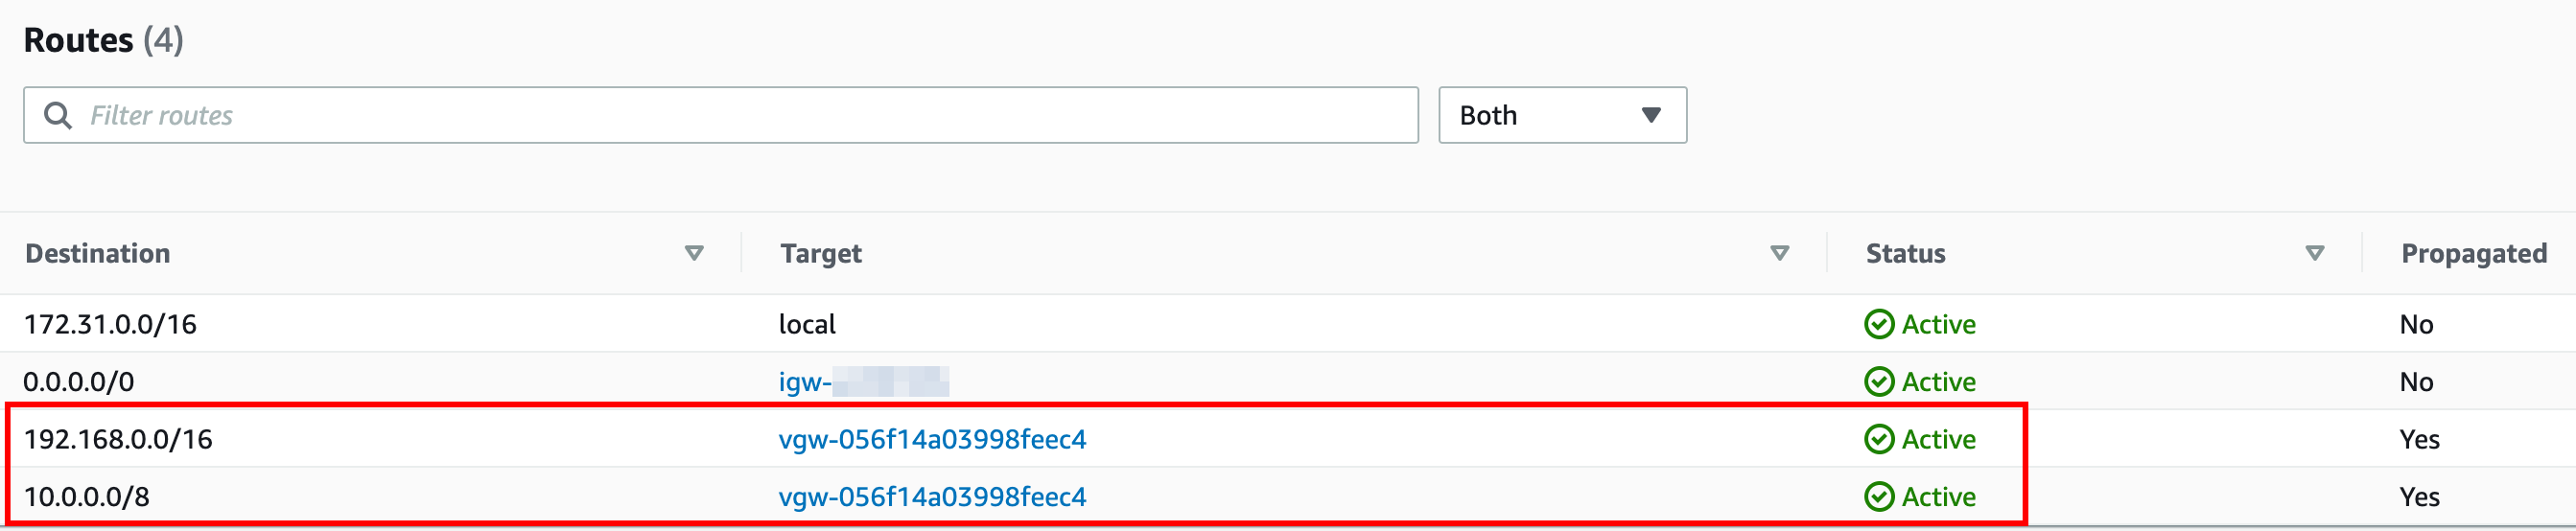 Routes (4)
Filter routes Both
Destination Target Status Propagated
172.31.0.0/16 local Active No
0.0.0.0/0 igw- Active No
192.168.0.0/16 vgw-056f14a03998feec4 Active Yes
10.0.0.0/8 vgw-056f14a03998feec4 Active Yes